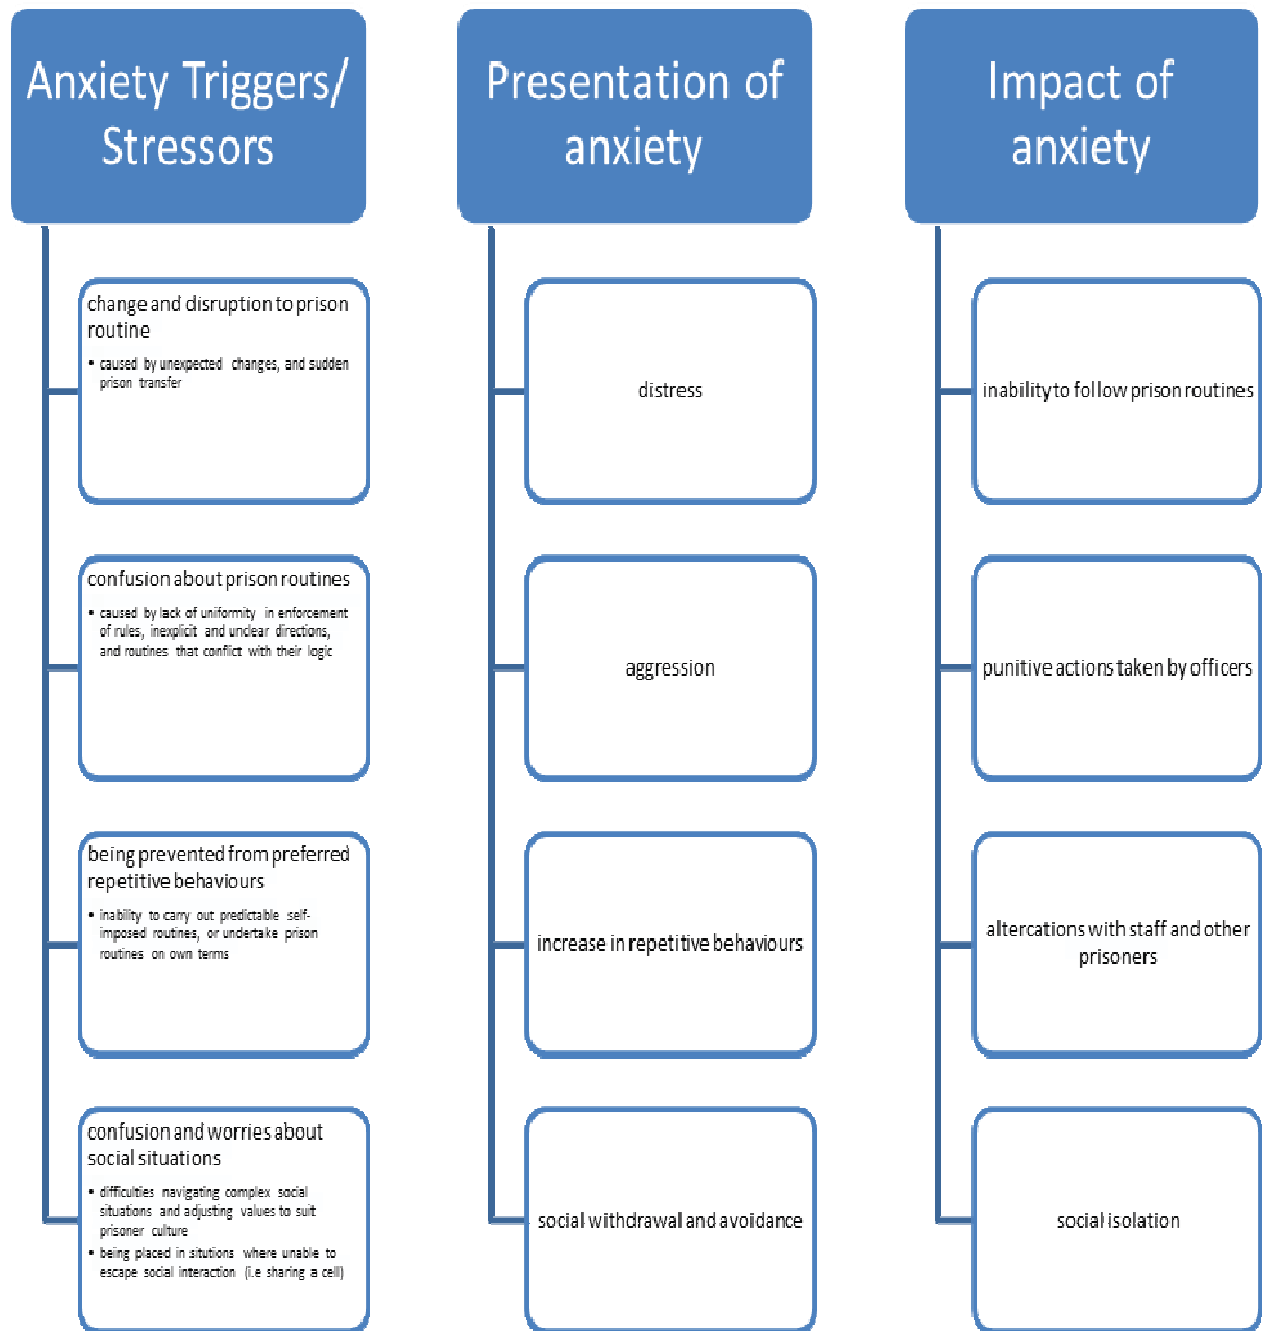 Anxiety Triggers/
Stressors
change and disruption to prison
routine
• caused by unexpected changes, and sudden
prison transfer
confusion about prison routines
• caused by lack of uniformity in enforcement
of rules, inexplicit and unclear directions,
and routines that conflict with their logic
being prevented from preferred
repetitive behaviours
• inability to carry out predictable self-
imposed routines, or undertake prison
routines on own terms
confusion and worries about
social situations
• difficulties navigating complex social
situations and adjusting values to suit
prisoner culture
• being placed in situtions where unable to
escape social interaction (i.e sharing a cell)
Presentation of
anxiety
distress
aggression
increase in repetitive behaviours
social withdrawal and avoidance
Impact of
anxiety
inability to follow prison routines
punitive actions taken by officers
altercations with staff and other
prisoners
social isolation